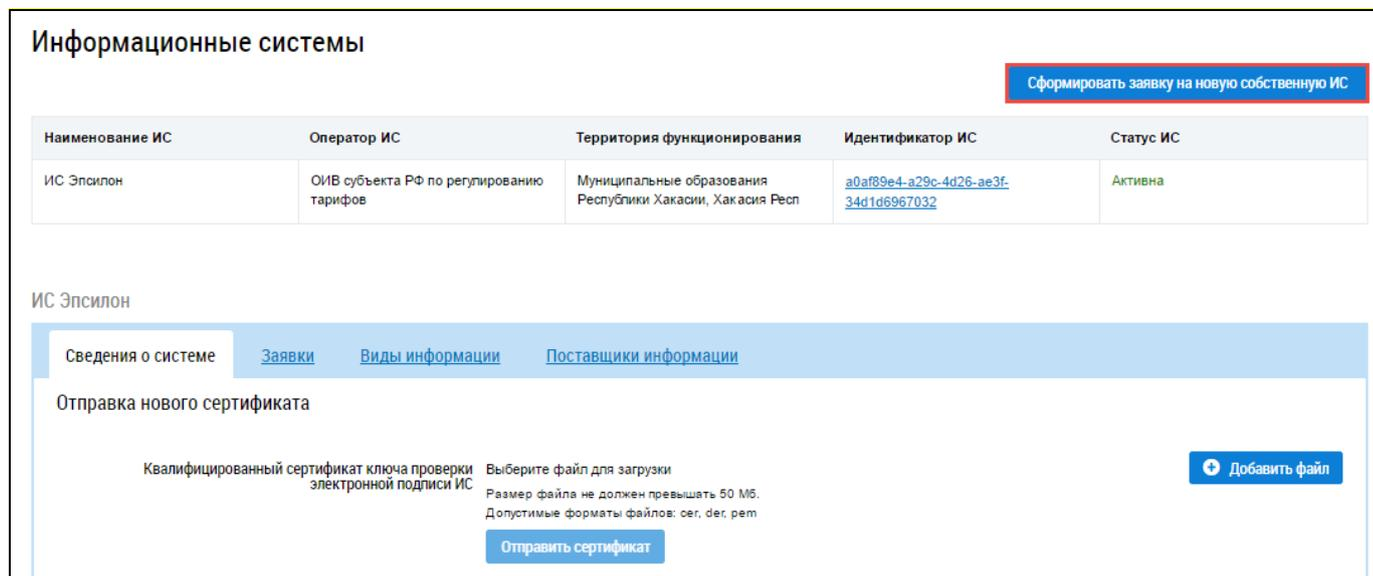 Информационные системы
Сформировать заявку на новую собственную ИС
Наименование ИС Оператор ИС Территория функционирования Идентификатор ИС Статус ИС
ИС Эпсилон ОИВ субъекта РФ по регулированию Муниципальные образования a0af89e4-a29c-4d26-ae3f- Активна
тарифов Республики Хакасии, Хакасия Респ 34d1d6967032
ИС Эпсилон
Сведения о системе Заявки Виды информации Поставщики информации
Отправка нового сертификата
Квалифицированный сертификат ключа проверки Выберите файл для загрузки Добавить файл
электронной подписи ИС
Размер файла не должен превышать 50 Мб.
Допустимые форматы файлов: cer, der, pem
Отправить сертификат